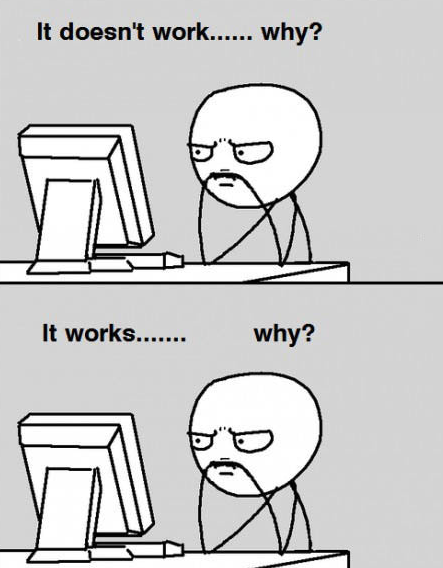 It doesn't work...... why?
It works....... why?